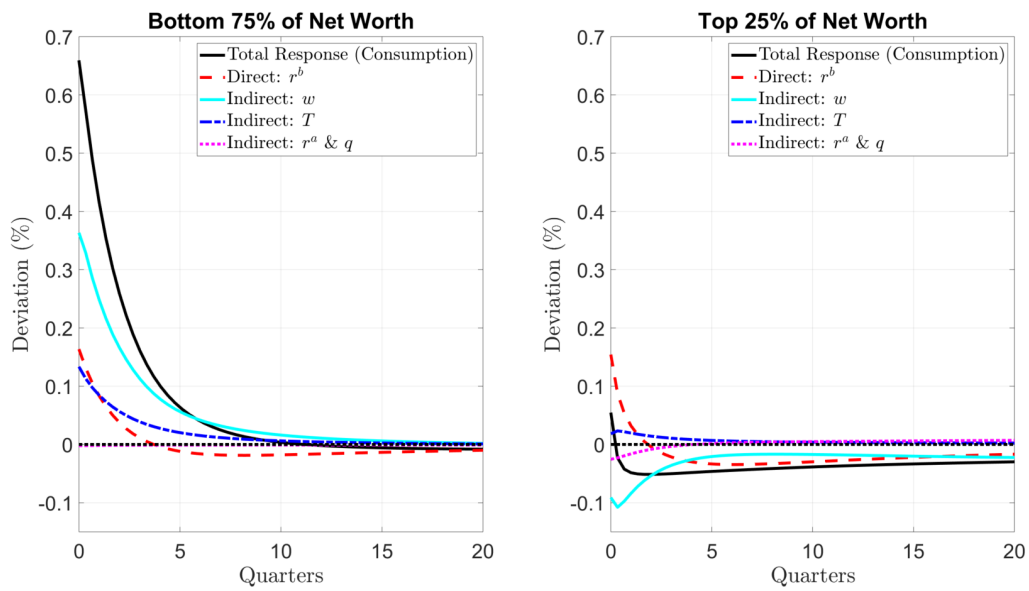 Bottom 75% of Net Worth
0.7
0.6
0.5
0.4
0.3
0.2
0.1
0
-0.1
Deviation (%)
Total Response (Consumption)
Direct: r^b
Indirect: w
Indirect: T
Indirect: r^a & q
0 5 10 15 20
Quarters
Top 25% of Net Worth
0.7
0.6
0.5
0.4
0.3
0.2
0.1
0
-0.1
Deviation (%)
Total Response (Consumption)
Direct: r^b
Indirect: w
Indirect: T
Indirect: r^a & q
0 5 10 15 20
Quarters